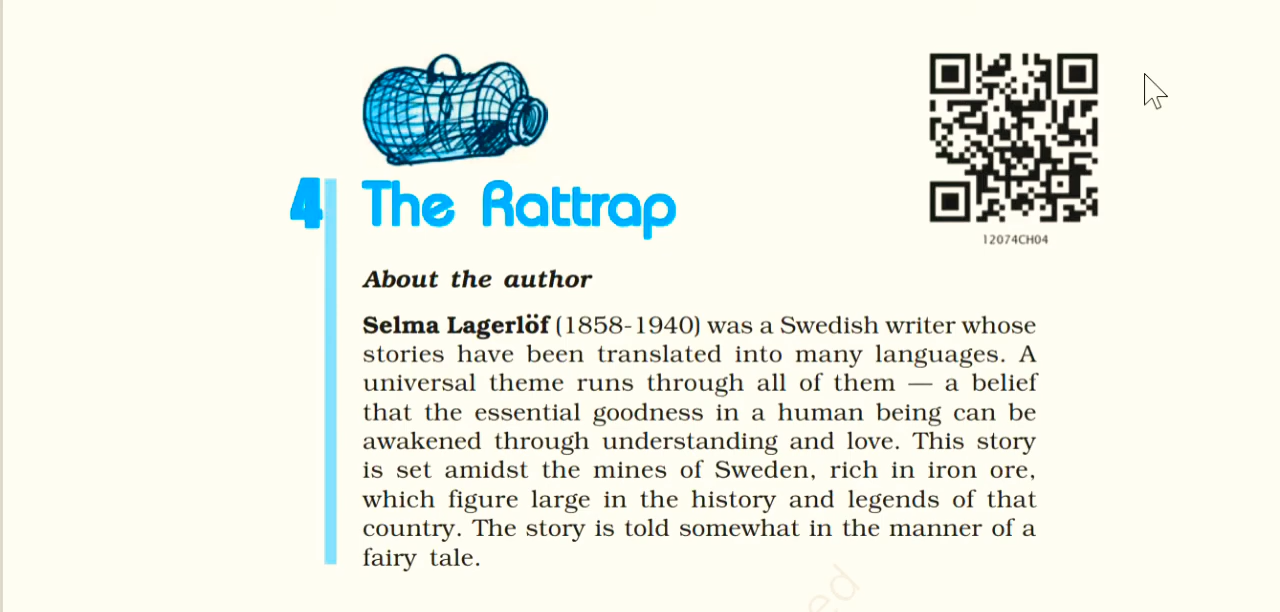 4 The Rattrap
12074CH04
About the author
Selma Lagerlöf (1858-1940) was a Swedish writer whose
stories have been translated into many languages. A
universal theme runs through all of them — a belief
that the essential goodness in a human being can be
awakened through understanding and love. This story
is set amidst the mines of Sweden, rich in iron ore,
which figure large in the history and legends of that
country. The story is told somewhat in the manner of a
fairy tale.